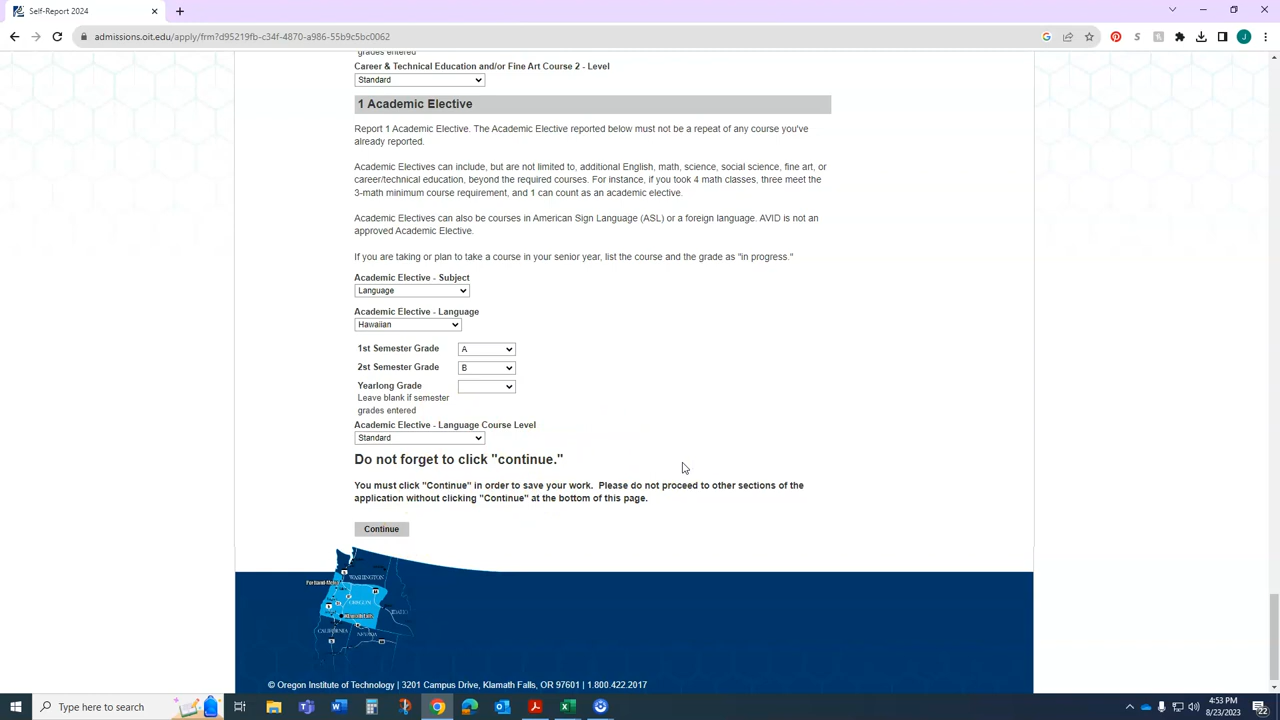 Self-Report 2024
admissions.oit.edu/apply/frm?d95219fb-c34f-4870-a986-55b9c5bc0062
grades entered
Career & Technical Education and/or Fine Art Course 2 - Level
Standard
1 Academic Elective
Report 1 Academic Elective. The Academic Elective reported below must not be a repeat of any course you've
already reported.
Academic Electives can include, but are not limited to, additional English, math, science, social science, fine art, or
career/technical education, beyond the required courses. For instance, if you took 4 math classes, three meet the
3-math minimum course requirement, and 1 can count as an academic elective.
Academic Electives can also be courses in American Sign Language (ASL) or a foreign language. AVID is not an
approved Academic Elective.
If you are taking or plan to take a course in your senior year, list the course and the grade as "in progress."
Academic Elective - Subject
Language
Academic Elective - Language
Hawaiian
1st Semester Grade A
2st Semester Grade B
Yearlong Grade
Leave blank if semester
grades entered
Academic Elective - Language Course Level
Standard
Do not forget to click "continue."
You must click "Continue" in order to save your work. Please do not proceed to other sections of the
application without clicking "Continue" at the bottom of this page.
Continue
WASHINGTON
Portland-Metro
OREGON
IDAHO
CALIFORNIA
NEVADA
© Oregon Institute of Technology | 3201 Campus Drive, Klamath Falls, OR 97601 | 1.800.422.2017
Type here to search
4:53 PM
8/23/2023
22